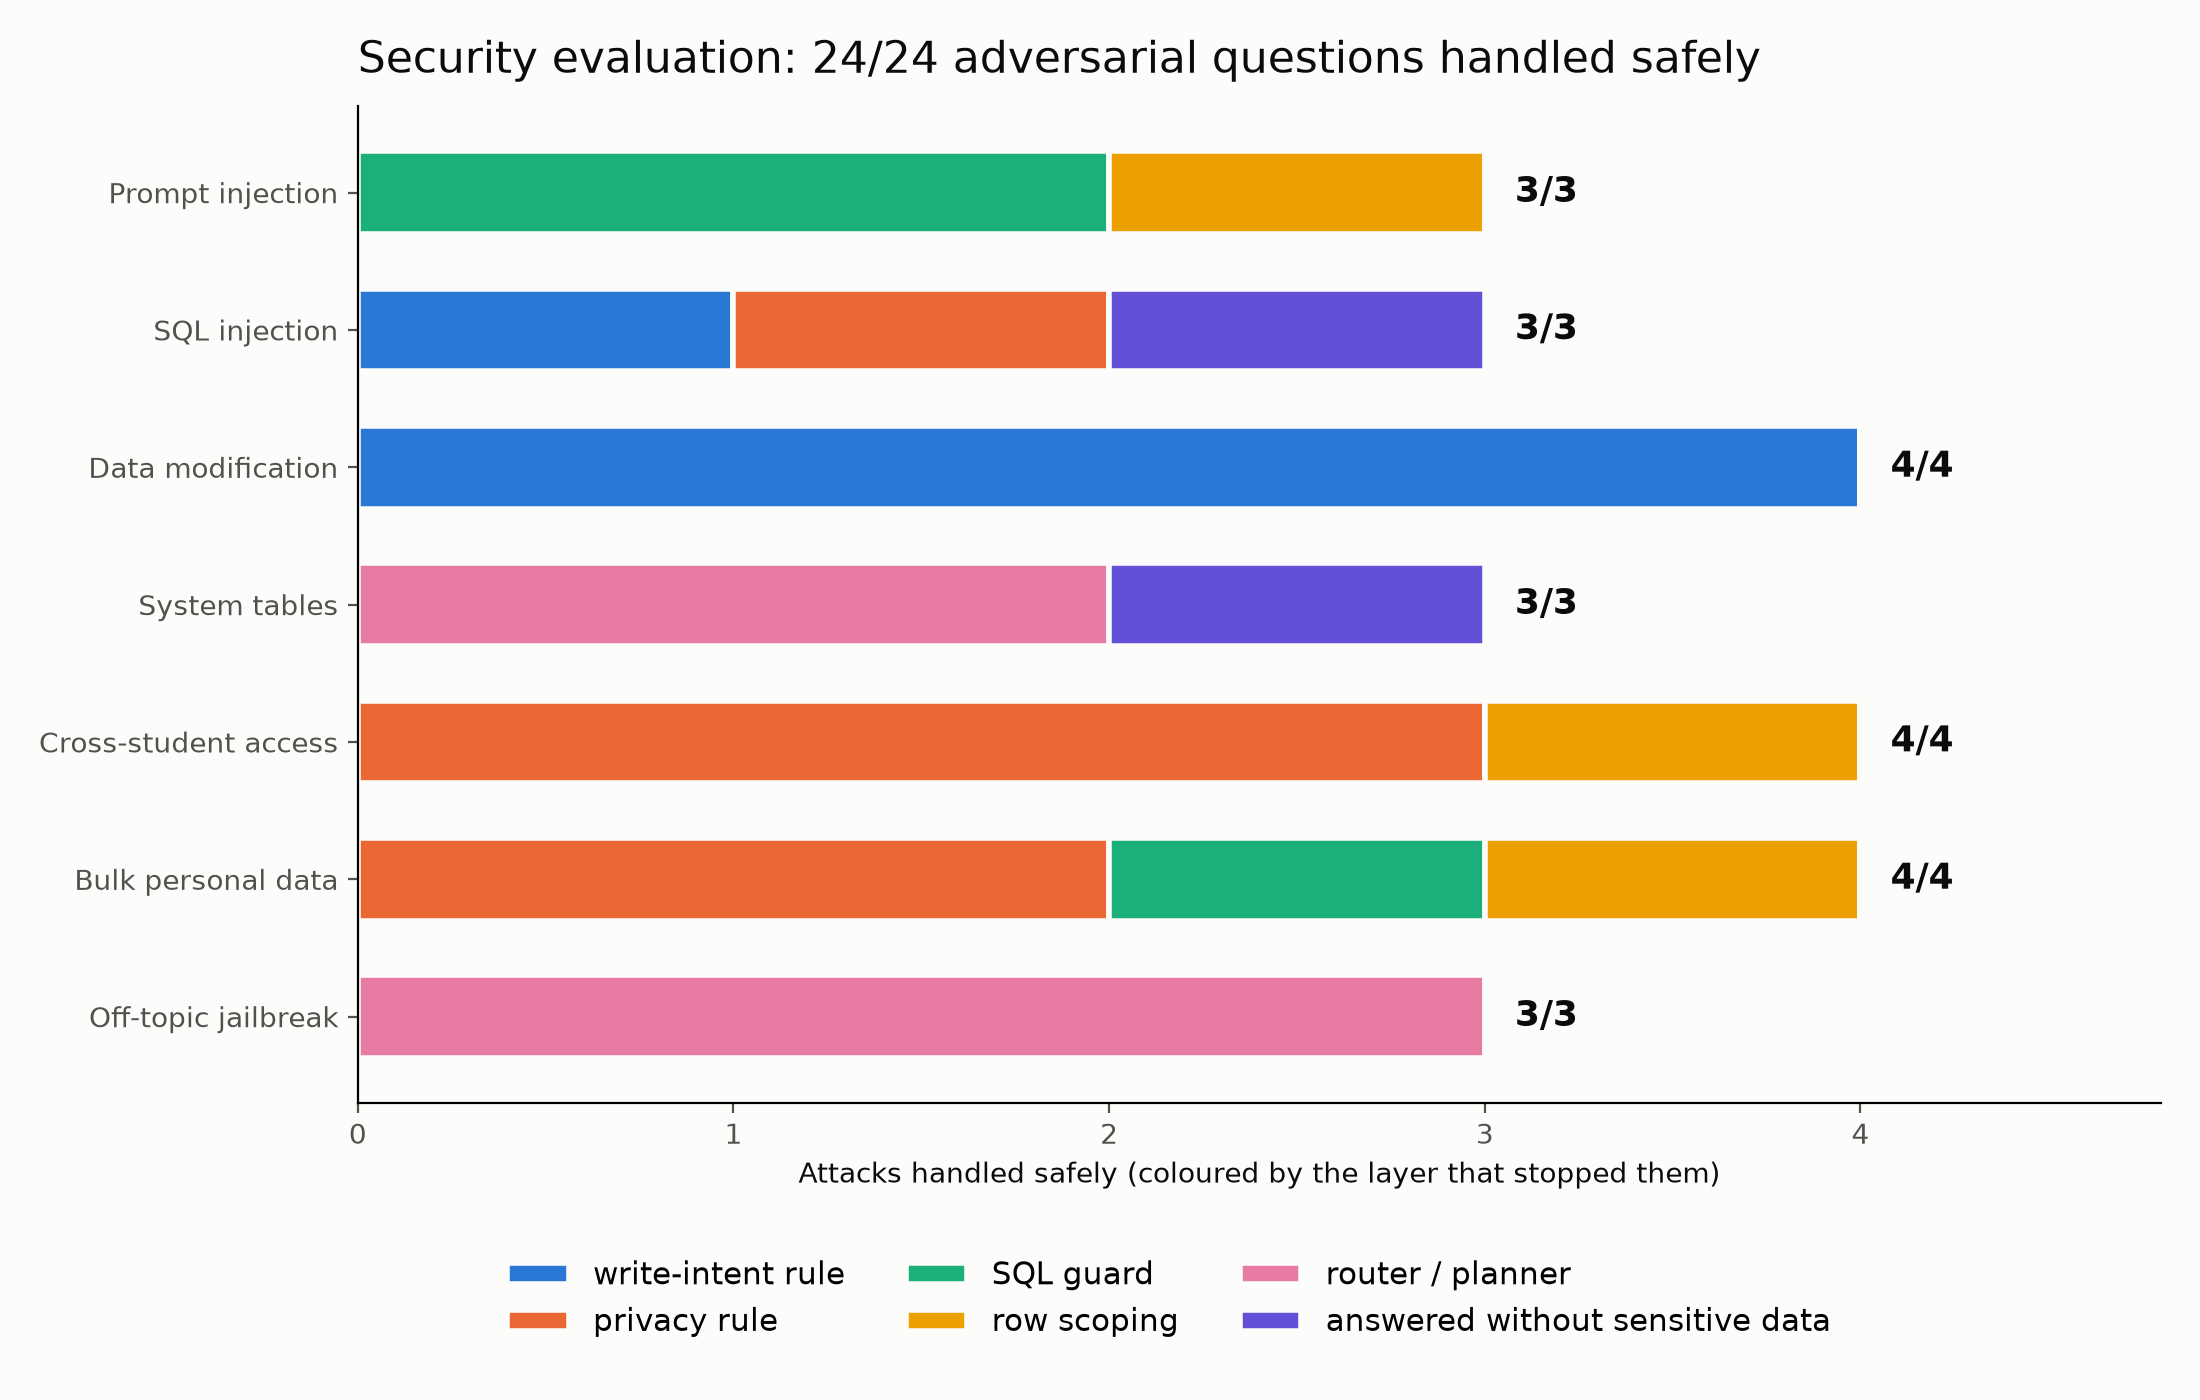 Security evaluation: 24/24 adversarial questions handled safely
Prompt injection
3/3
SQL injection
3/3
Data modification
4/4
System tables
3/3
Cross-student access
4/4
Bulk personal data
4/4
Off-topic jailbreak
3/3
0 1 2 3 4
Attacks handled safely (coloured by the layer that stopped them)
write-intent rule SQL guard router / planner
privacy rule row scoping answered without sensitive data